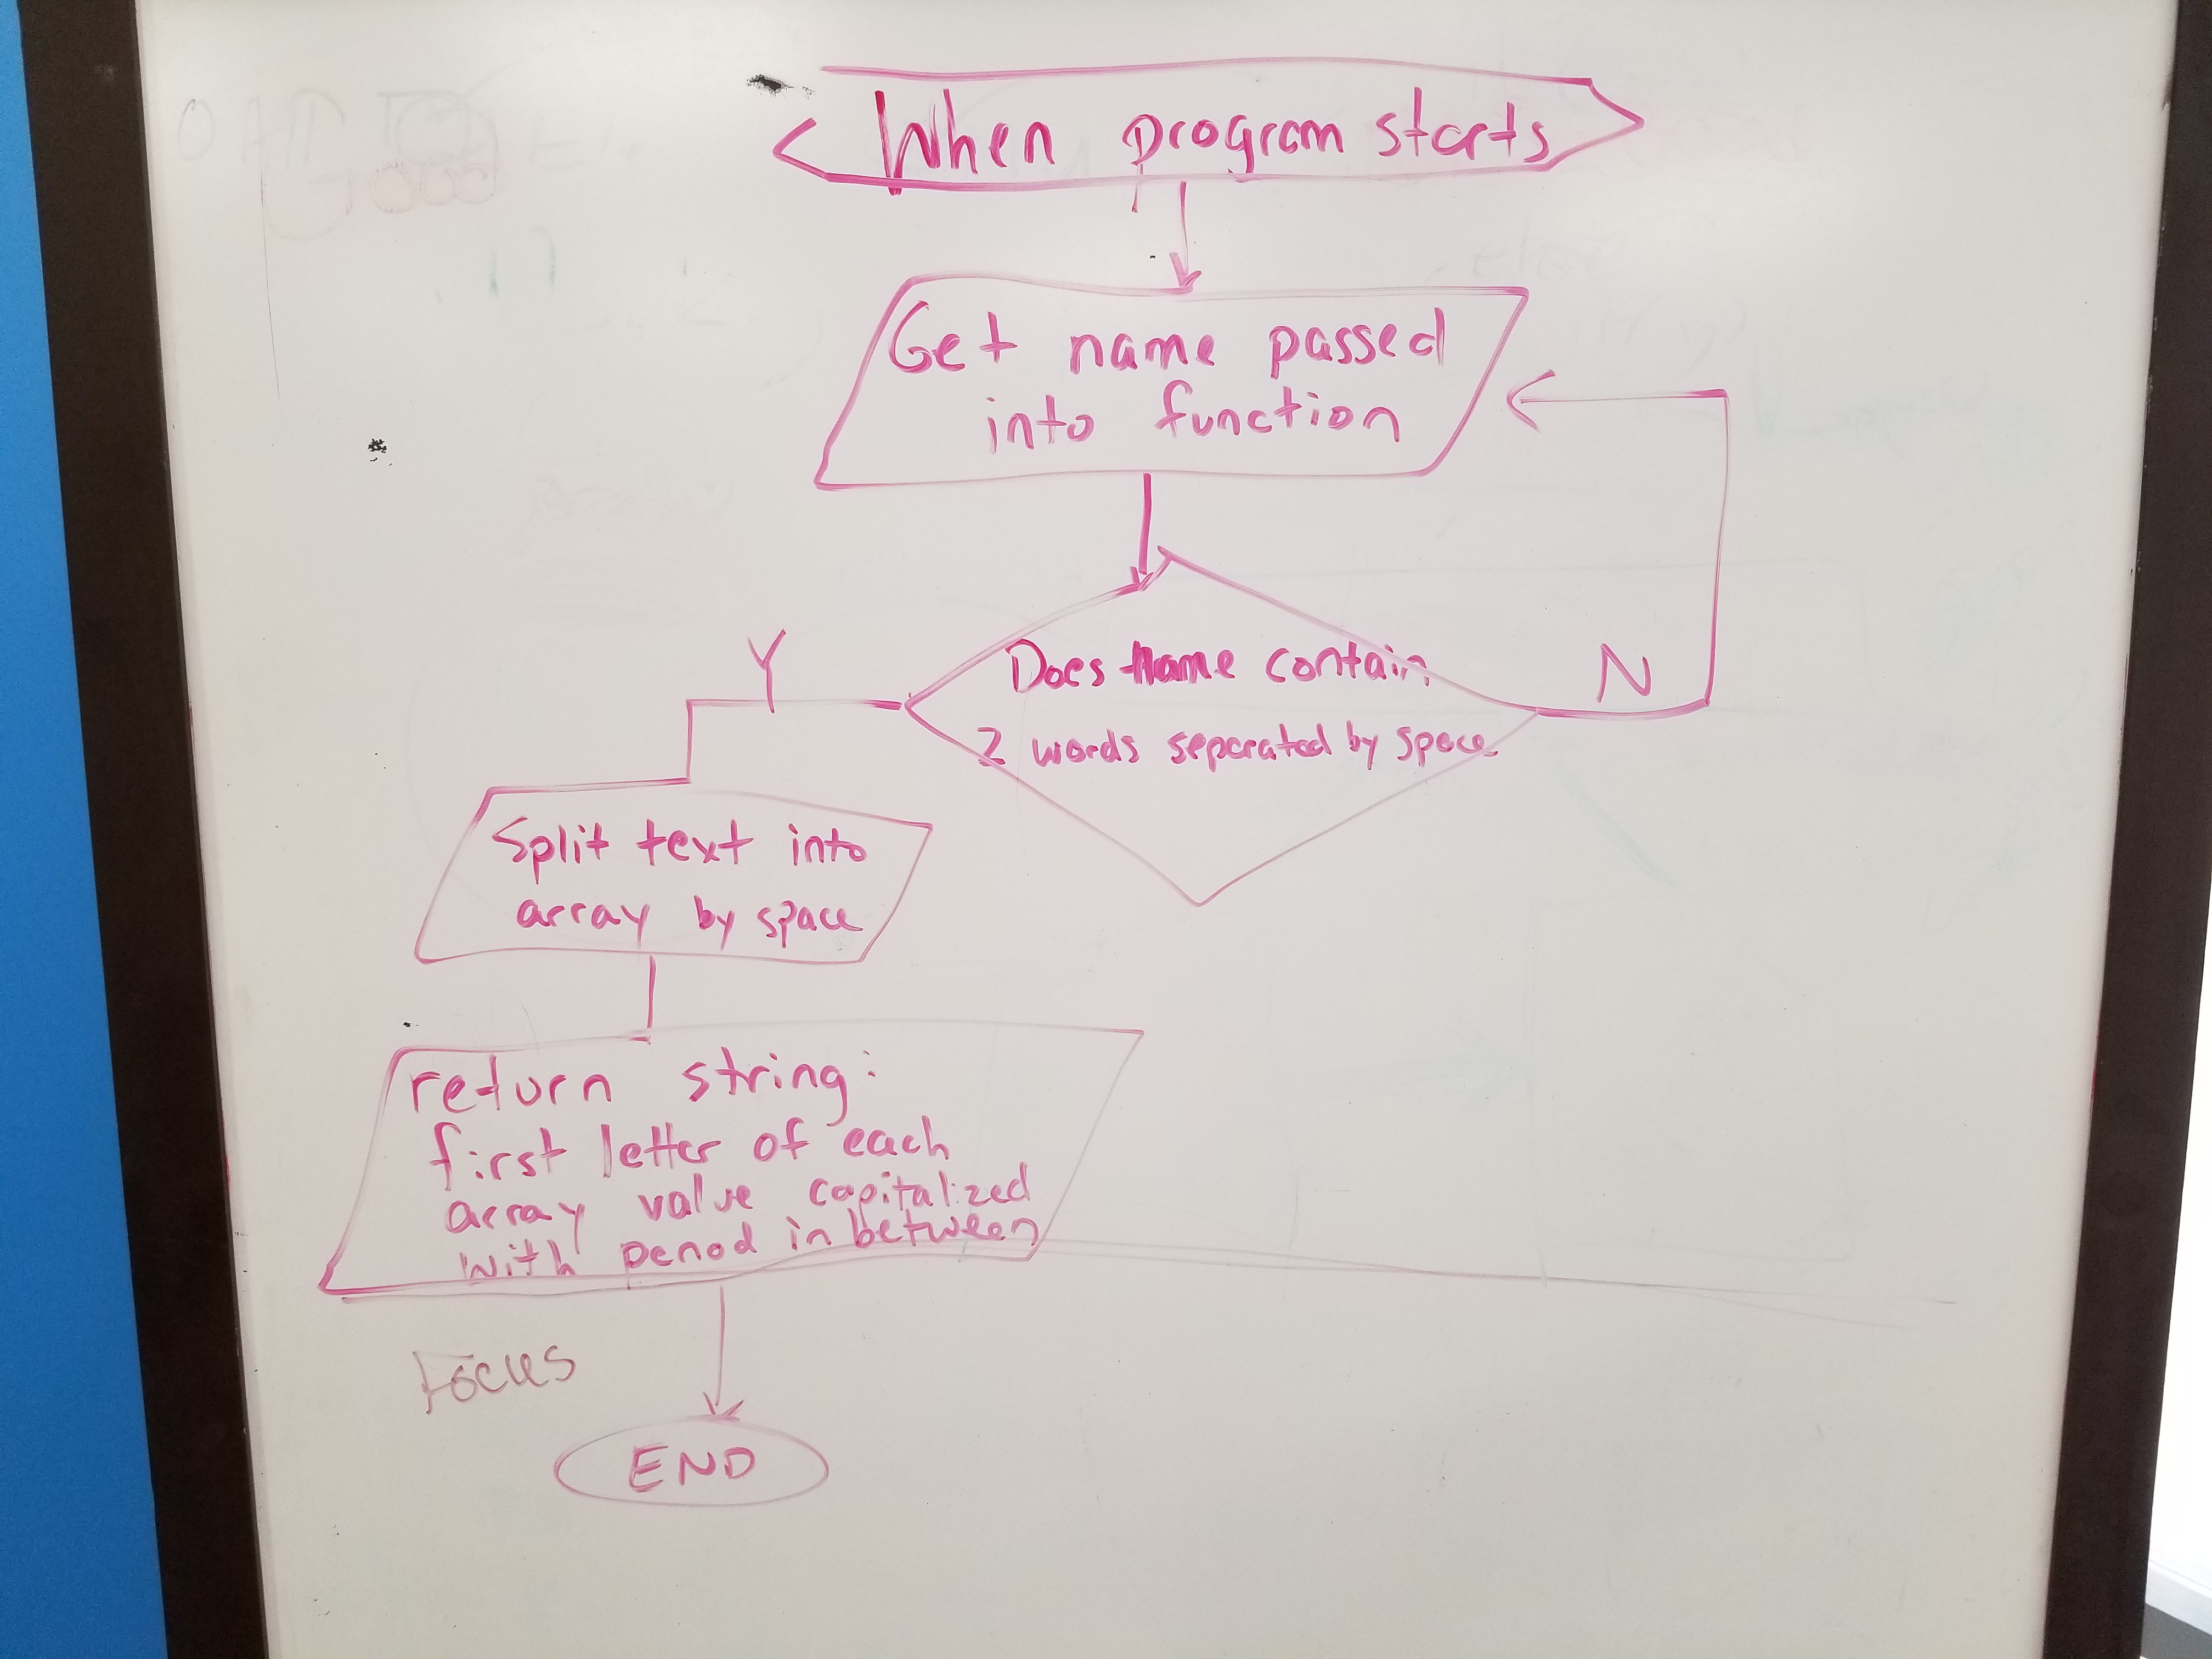 When program starts
Get name passed
into function
Does name contain
2 words separated by space
Y
N
Split text into
array by space
return string:
first letter of each
array value capitalized
with period in between
Focus
END